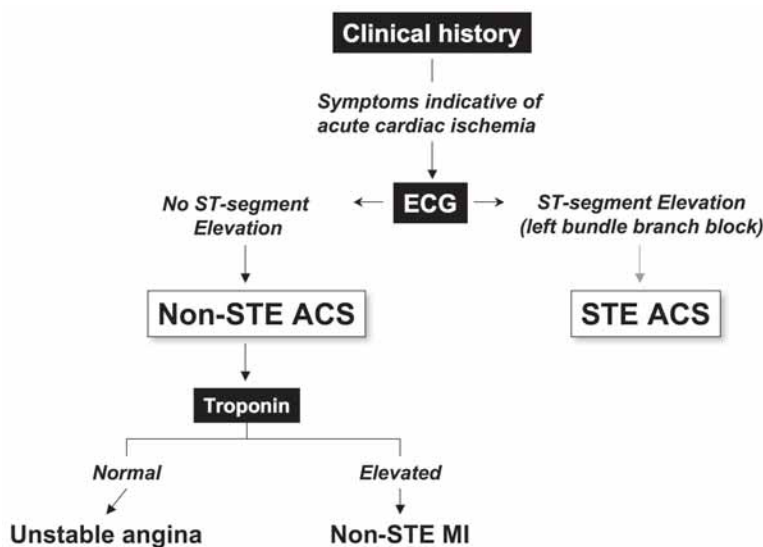 Clinical history
Symptoms indicative of
acute cardiac ischemia
No ST-segment
Elevation
ECG
ST-segment Elevation
(left bundle branch block)
Non-STE ACS
STE ACS
Troponin
Normal
Elevated
Unstable angina
Non-STE MI